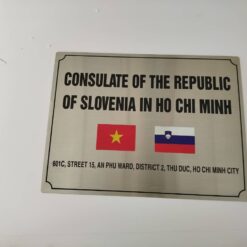 CONSULATE OF THE REPUBLIC
OF SLOVENIA IN HO CHI MINH
601C, STREET 15, AN PHU WARD, DISTRICT 2, THU DUC, HO CHI MINH CITY